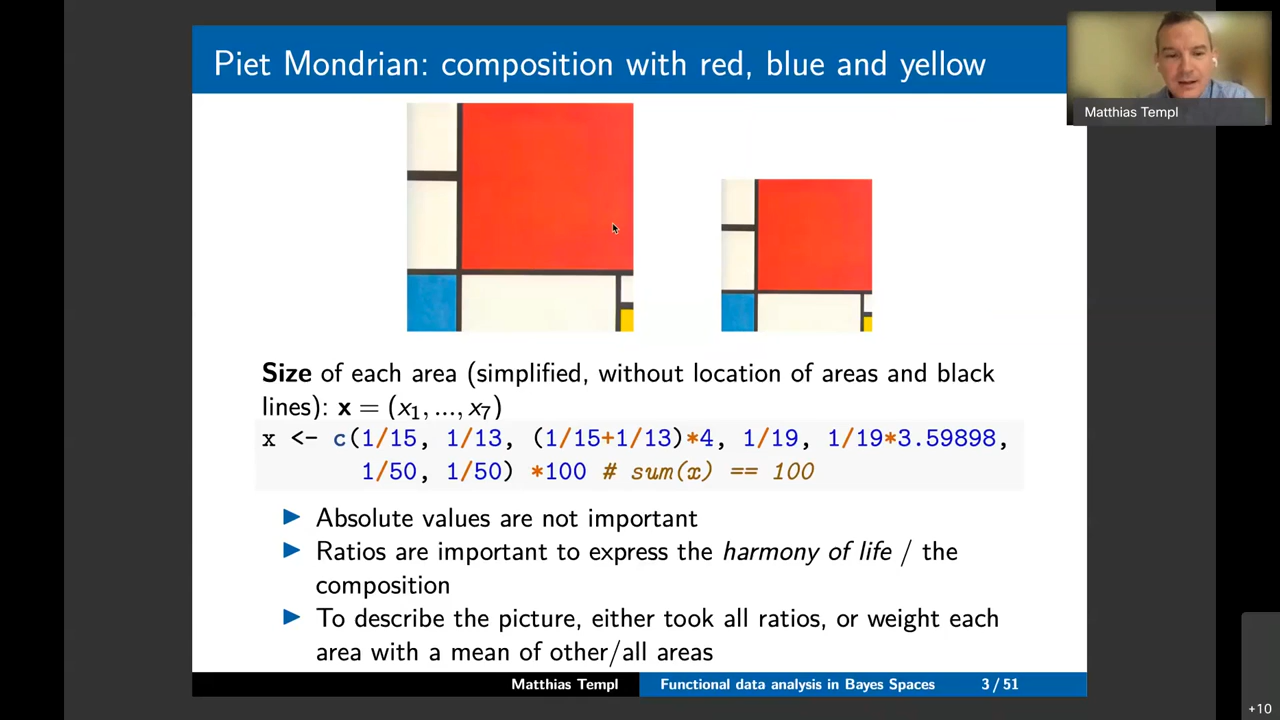 Piet Mondrian: composition with red, blue and yellow
Matthias Templ
Size of each area (simplified, without location of areas and black
lines): x = (x₁, ..., x₇)
x <- c(1/15, 1/13, (1/15+1/13)*4, 1/19, 1/19*3.59898,
1/50, 1/50) *100 # sum(x) == 100
Absolute values are not important
Ratios are important to express the harmony of life / the
composition
To describe the picture, either took all ratios, or weight each
area with a mean of other/all areas
Matthias Templ Functional data analysis in Bayes Spaces 3 / 51
+10